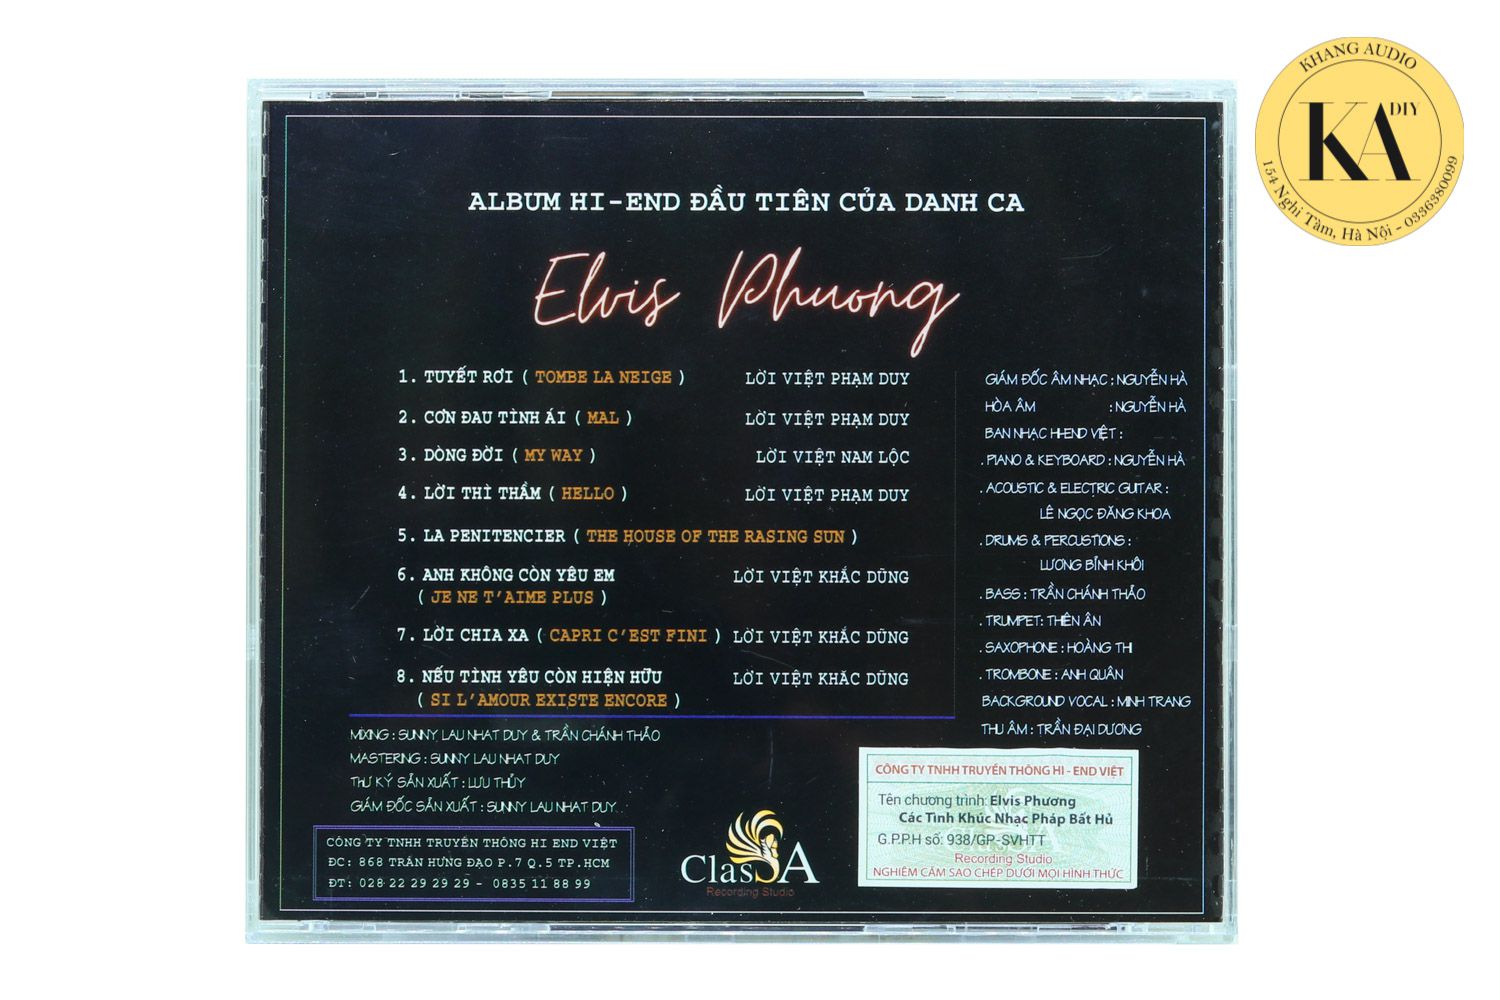 KHANG AUDIO
KA DIY
154 Nghi Tàm, Hà Nội - 0336380099
ALBUM HI-END ĐẦU TIÊN CỦA DANH CA
Elvis Phuong
1. TUYẾT RƠI ( TOMBE LA NEIGE ) LỜI VIỆT PHẠM DUY
2. CƠN ĐAU TÌNH ÁI ( MAL ) LỜI VIỆT PHẠM DUY
3. DÒNG ĐỜI ( MY WAY ) LỜI VIỆT NAM LỘC
4. LỜI THÌ THẦM ( HELLO ) LỜI VIỆT PHẠM DUY
5. LA PENITENCIER ( THE HOUSE OF THE RASING SUN )
6. ANH KHÔNG CÒN YÊU EM LỜI VIỆT KHẮC DŨNG
( JE NE T'AIME PLUS )
7. LỜI CHIA XA ( CAPRI C'EST FINI ) LỜI VIỆT KHẮC DŨNG
8. NẾU TÌNH YÊU CÒN HIỆN HỮU LỜI VIỆT KHẮC DŨNG
( SI L'AMOUR EXISTE ENCORE )
GIÁM ĐỐC ÂM NHẠC : NGUYỄN HÀ
HÒA ÂM : NGUYỄN HÀ
BAN NHẠC HI-END VIỆT :
. PIANO & KEYBOARD : NGUYỄN HÀ
. ACOUSTIC & ELECTRIC GUITAR :
LÊ NGỌC ĐĂNG KHOA
. DRUMS & PERCUSTIONS :
LƯƠNG BỈNH KHÔI
. BASS : TRẦN CHÁNH THẢO
. TRUMPET: THIÊN ÂN
. SAXOPHONE : HOÀNG THI
. TROMBONE : ANH QUÂN
BACKGROUND VOCAL : MINH TRANG
THU ÂM : TRẦN ĐẠI DƯƠNG
MIXING : SUNNY LAU NHAT DUY & TRẦN CHÁNH THẢO
MASTERING : SUNNY LAU NHAT DUY
THƯ KÝ SẢN XUẤT : LƯU THỦY
GIÁM ĐỐC SẢN XUẤT : SUNNY LAU NHAT DUY
CÔNG TY TNHH TRUYỀN THÔNG HI END VIỆT
ĐC: 868 TRẦN HƯNG ĐẠO P.7 Q.5 TP.HCM
ĐT: 028 22 29 29 29 - 0835 11 88 99
ClassA
Recording Studio
CÔNG TY TNHH TRUYỀN THÔNG HI - END VIỆT
Tên chương trình: Elvis Phương
Các Tình Khúc Nhạc Pháp Bất Hủ
G.P.P.H số: 938/GP-SVHTT
Recording Studio
NGHIÊM CẤM SAO CHÉP DƯỚI MỌI HÌNH THỨC